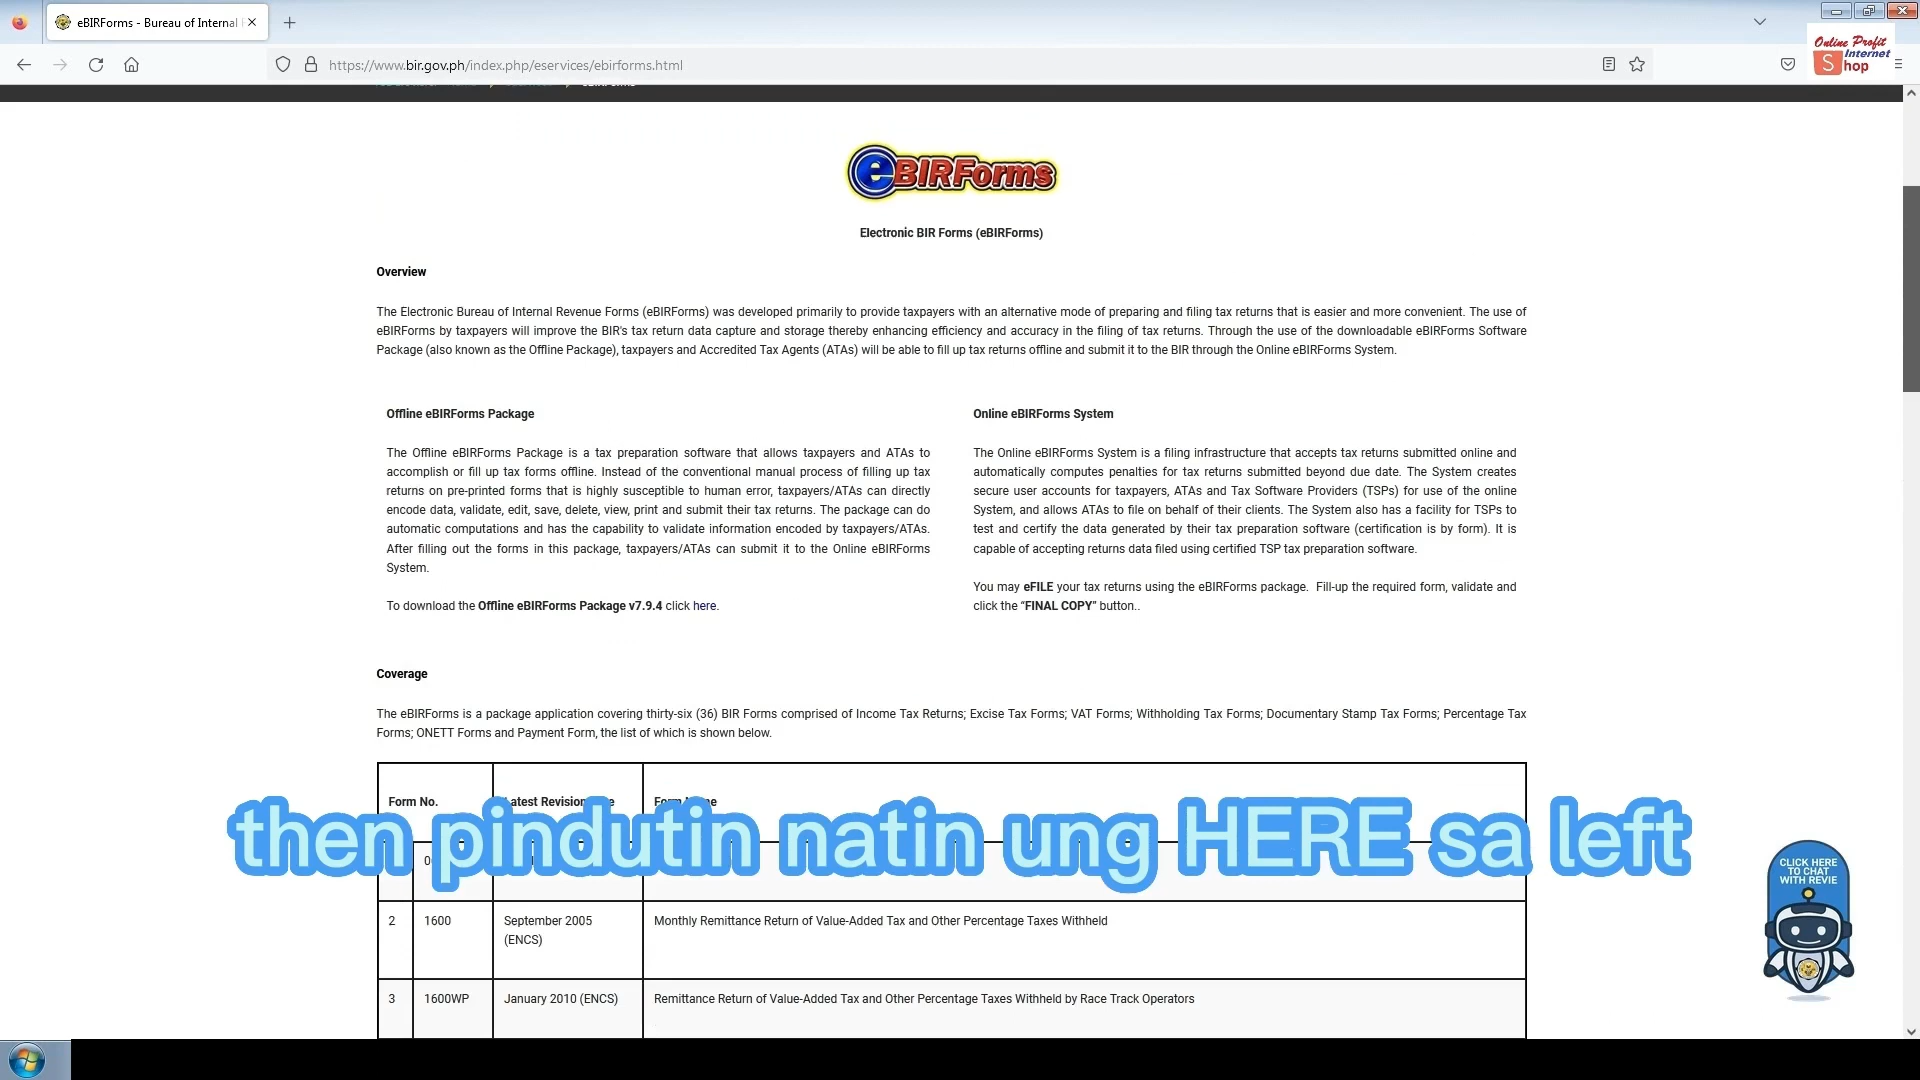 eBIRForms - Bureau of Internal
https://www.bir.gov.ph/index.php/eservices/ebirforms.html
Online Profit
Internet
Shop
eBIRForms
eBIRForms
Electronic BIR Forms (eBIRForms)
Overview
The Electronic Bureau of Internal Revenue Forms (eBIRForms) was developed primarily to provide taxpayers with an alternative mode of preparing and filing tax returns that is easier and more convenient. The use of
eBIRForms by taxpayers will improve the BIR's tax return data capture and storage thereby enhancing efficiency and accuracy in the filing of tax returns. Through the use of the downloadable eBIRForms Software
Package (also known as the Offline Package), taxpayers and Accredited Tax Agents (ATAs) will be able to fill up tax returns offline and submit it to the BIR through the Online eBIRForms System.
Offline eBIRForms Package
The Offline eBIRForms Package is a tax preparation software that allows taxpayers and ATAs to
accomplish or fill up tax forms offline. Instead of the conventional manual process of filling up tax
returns on pre-printed forms that is highly susceptible to human error, taxpayers/ATAs can directly
encode data, validate, edit, save, delete, view, print and submit their tax returns. The package can do
automatic computations and has the capability to validate information encoded by taxpayers/ATAs.
After filling out the forms in this package, taxpayers/ATAs can submit it to the Online eBIRForms
System.
To download the Offline eBIRForms Package v7.9.4 click here.
Online eBIRForms System
The Online eBIRForms System is a filing infrastructure that accepts tax returns submitted online and
automatically computes penalties for tax returns submitted beyond due date. The System creates
secure user accounts for taxpayers, ATAs and Tax Software Providers (TSPs) for use of the online
System, and allows ATAs to file on behalf of their clients. The System also has a facility for TSPs to
test and certify the data generated by their tax preparation software (certification is by form). It is
capable of accepting returns data filed using certified TSP tax preparation software.
You may eFILE your tax returns using the eBIRForms package. Fill-up the required form, validate and
click the “FINAL COPY” button..
Coverage
The eBIRForms is a package application covering thirty-six (36) BIR Forms comprised of Income Tax Returns; Excise Tax Forms; VAT Forms; Withholding Tax Forms; Documentary Stamp Tax Forms; Percentage Tax
Forms; ONETT Forms and Payment Form, the list of which is shown below.
Form No. Latest Revision
then pindutin natin ung HERE sa left
2 1600 September 2005 (ENCS) Monthly Remittance Return of Value-Added Tax and Other Percentage Taxes Withheld
3 1600WP January 2010 (ENCS) Remittance Return of Value-Added Tax and Other Percentage Taxes Withheld by Race Track Operators
CLICK HERE
TO CHAT
WITH REVIE